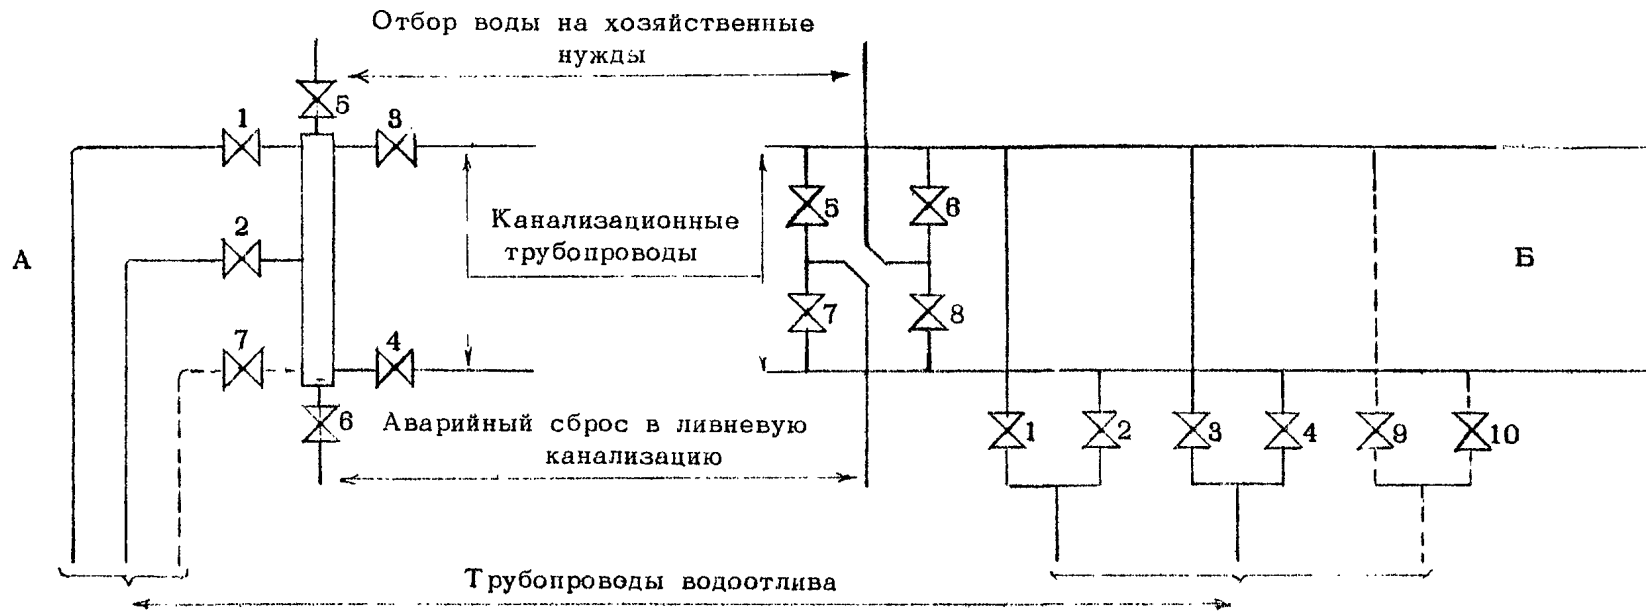 Отбор воды на хозяйственные
нужды
5
1
3
5
6
2
Канализационные
трубопроводы
А
Б
7
8
7
4
6
Аварийный сброс в ливневую
канализацию
1
2
3
4
9
10
Трубопроводы водоотлива